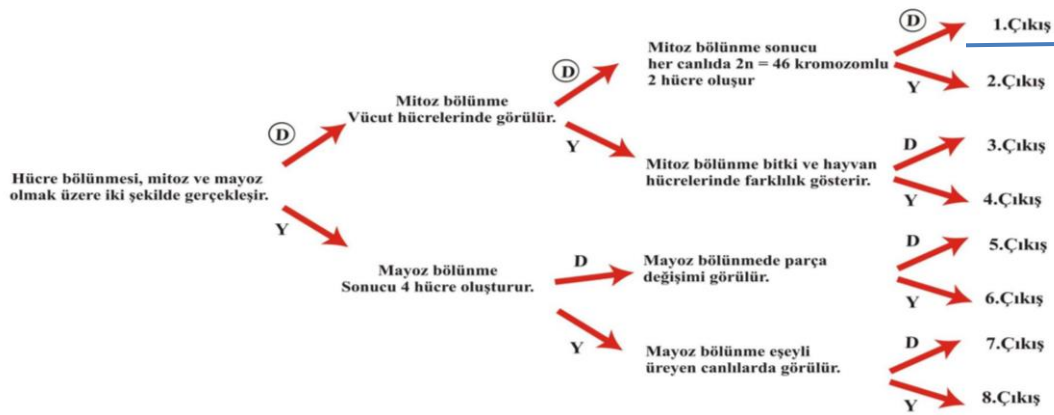 Hücre bölünmesi, mitoz ve mayoz
olmak üzere iki şekilde gerçekleşir.
D
Y
Mitoz bölünme
Vücut hücrelerinde görülür.
D
Y
Mayoz bölünme
Sonucu 4 hücre oluşturur.
D
Y
Mitoz bölünme sonucu
her canlıda 2n = 46 kromozomlu
2 hücre oluşur
D
Y
Mitoz bölünme bitki ve hayvan
hücrelerinde farklılık gösterir.
D
Y
Mayoz bölünmede parça
değişimi görülür.
D
Y
Mayoz bölünme eşeyli
üreyen canlılarda görülür.
D
Y
1.Çıkış
2.Çıkış
3.Çıkış
4.Çıkış
5.Çıkış
6.Çıkış
7.Çıkış
8.Çıkış